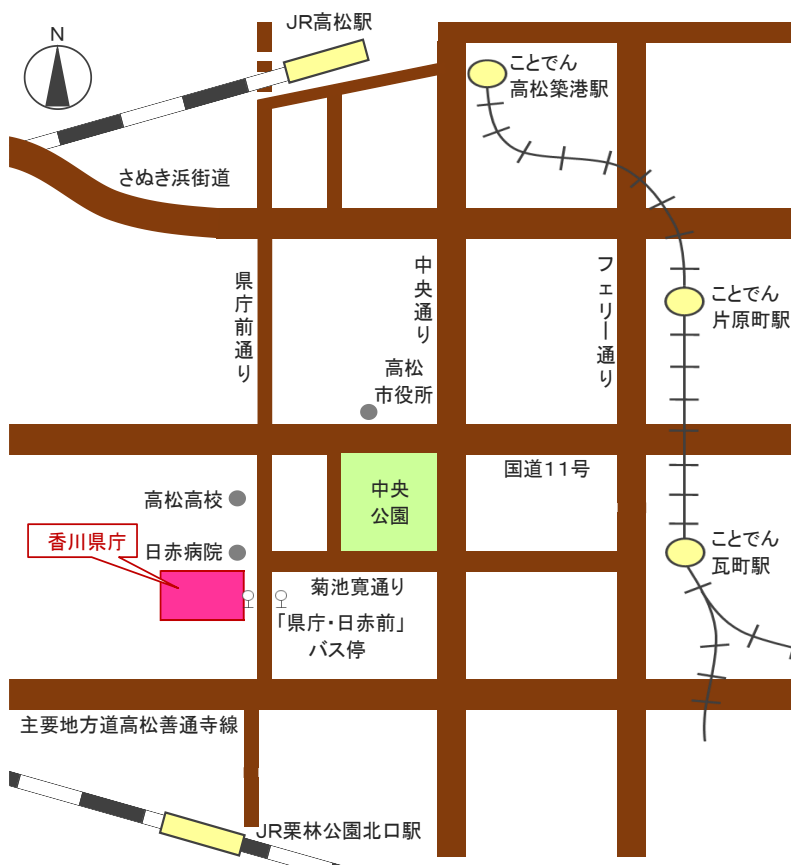 N
JR高松駅
ことでん
高松築港駅
さぬき浜街道
県庁前通り
中央通り
フェリー通り
ことでん
片原町駅
高松
市役所
国道11号
中央
公園
高松高校
香川県庁
日赤病院
ことでん
瓦町駅
菊池寛通り
「県庁・日赤前」
バス停
主要地方道高松善通寺線
JR栗林公園北口駅